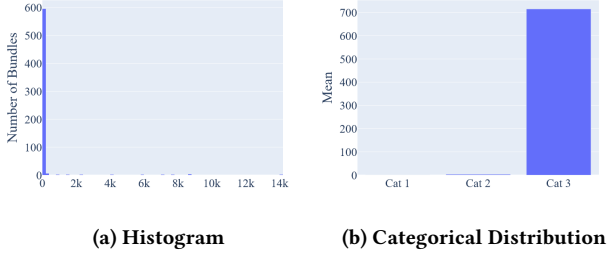 600
500
400
300
200
100
0
Number of Bundles
0 2k 4k 6k 8k 10k 12k 14k
(a) Histogram
700
600
500
400
300
200
100
0
Mean
Cat 1 Cat 2 Cat 3
(b) Categorical Distribution